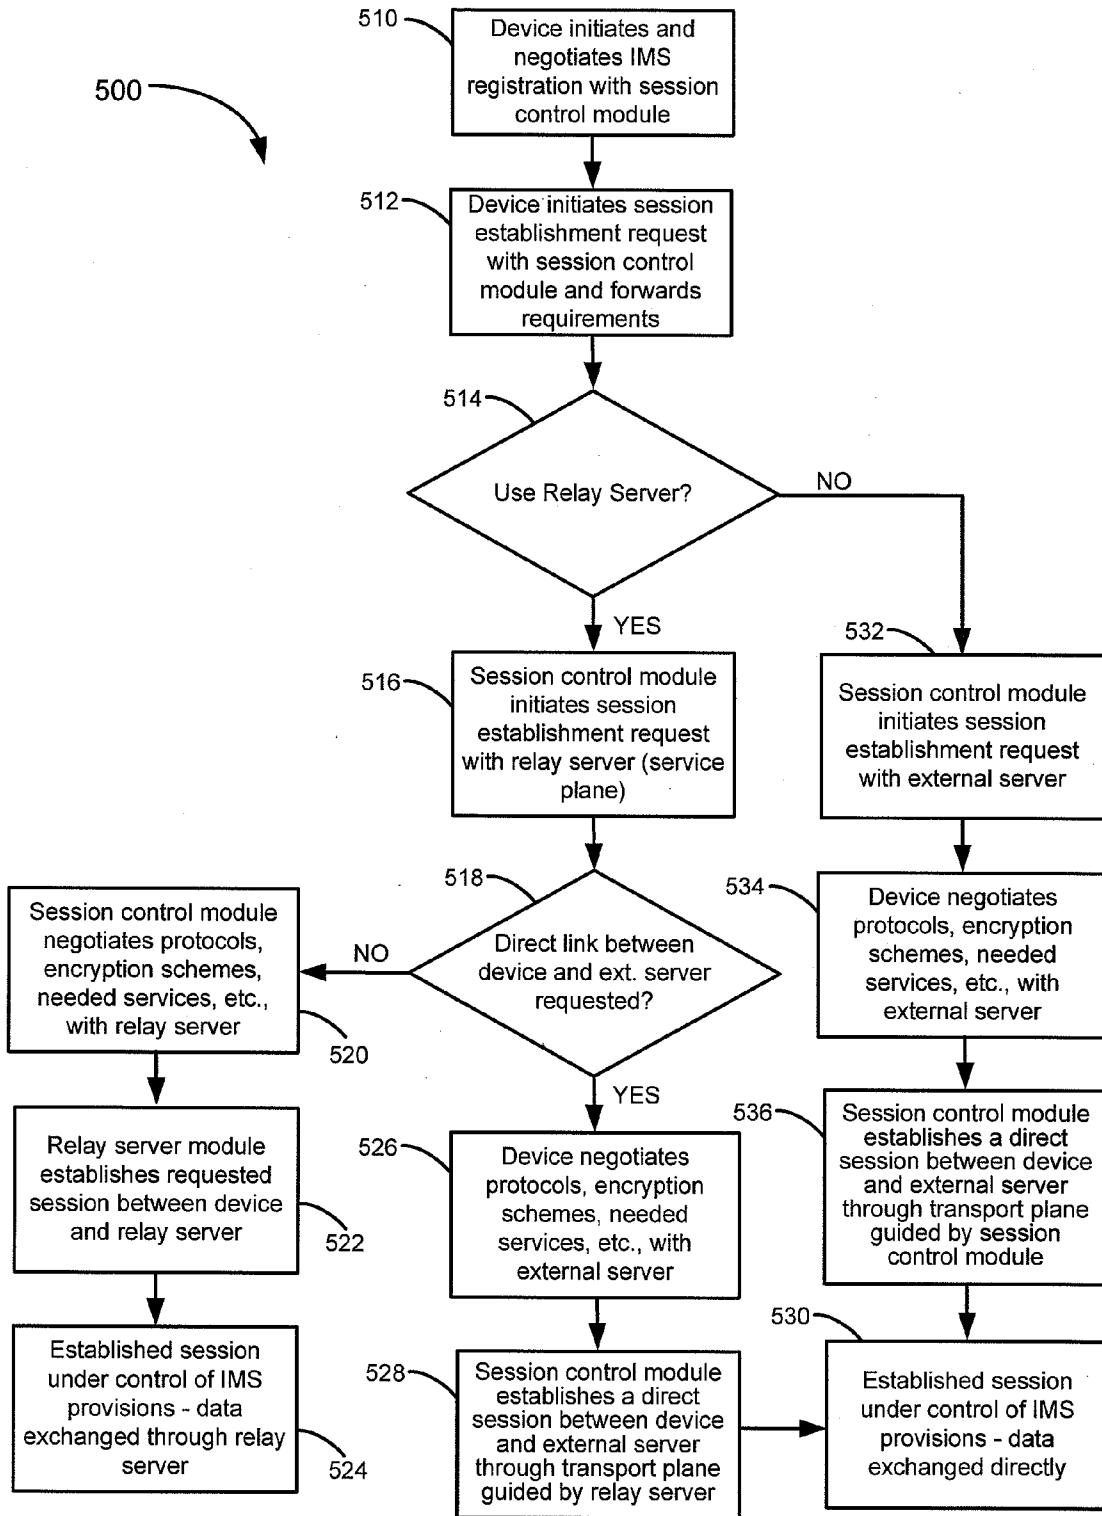 510
Device initiates and
negotiates IMS
registration with session
control module
500
512
Device initiates session
establishment request
with session control
module and forwards
requirements
514
Use Relay Server?
NO
YES
516
Session control module
initiates session
establishment request
with relay server (service
plane)
532
Session control module
initiates session
establishment request
with external server
518
Direct link between
device and ext. server
requested?
NO
YES
534
Device negotiates
protocols, encryption
schemes, needed
services, etc., with
external server
Session control module
negotiates protocols,
encryption schemes,
needed services, etc.,
with relay server
520
Relay server module
establishes requested
session between device
and relay server
522
526
Device negotiates
protocols, encryption
schemes, needed
services, etc., with
external server
536
Session control module
establishes a direct
session between device
and external server
through transport plane
guided by session
control module
Established session
under control of IMS
provisions - data
exchanged through relay
server
524
528
Session control module
establishes a direct
session between device
and external server
through transport plane
guided by relay server
530
Established session
under control of IMS
provisions - data
exchanged directly